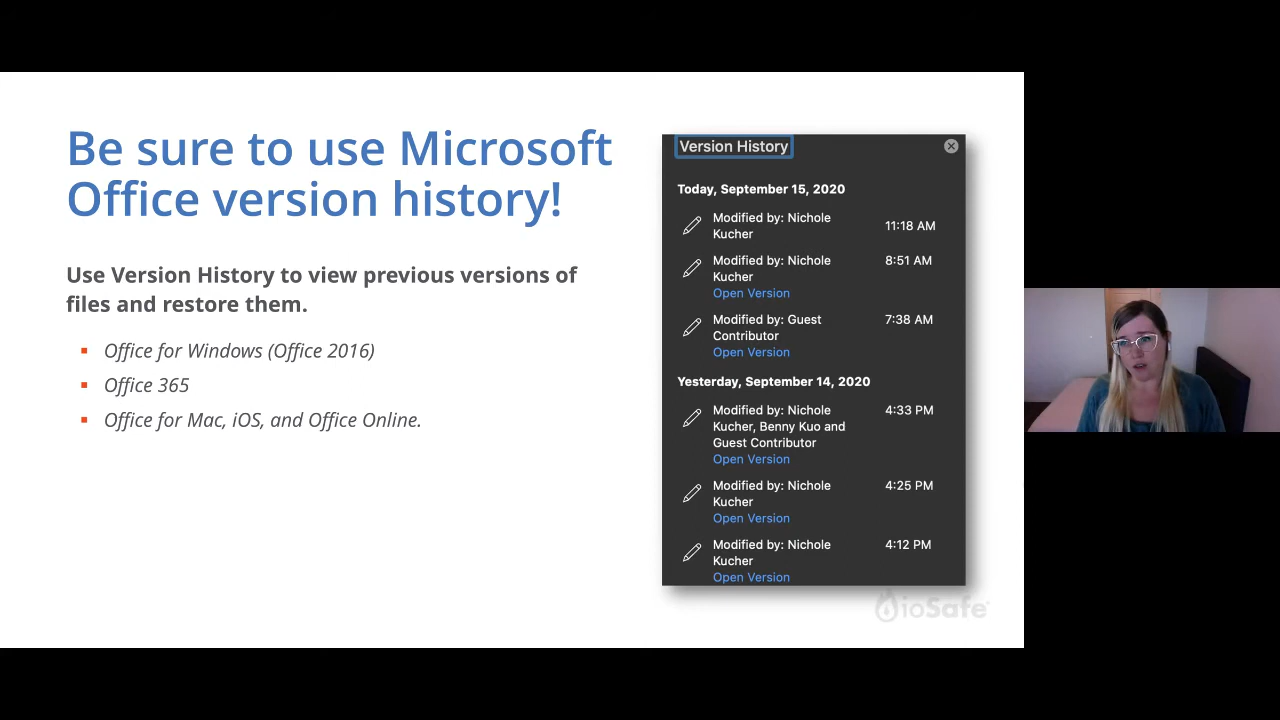 Be sure to use Microsoft
Office version history!
Use Version History to view previous versions of
files and restore them.
▪ Office for Windows (Office 2016)
▪ Office 365
▪ Office for Mac, iOS, and Office Online.
Version History
Today, September 15, 2020
Modified by: Nichole
Kucher
11:18 AM
Modified by: Nichole
Kucher
8:51 AM
Open Version
Modified by: Guest
Contributor
7:38 AM
Open Version
Yesterday, September 14, 2020
Modified by: Nichole
Kucher, Benny Kuo and
Guest Contributor
4:33 PM
Open Version
Modified by: Nichole
Kucher
4:25 PM
Open Version
Modified by: Nichole
Kucher
4:12 PM
Open Version
ioSafe